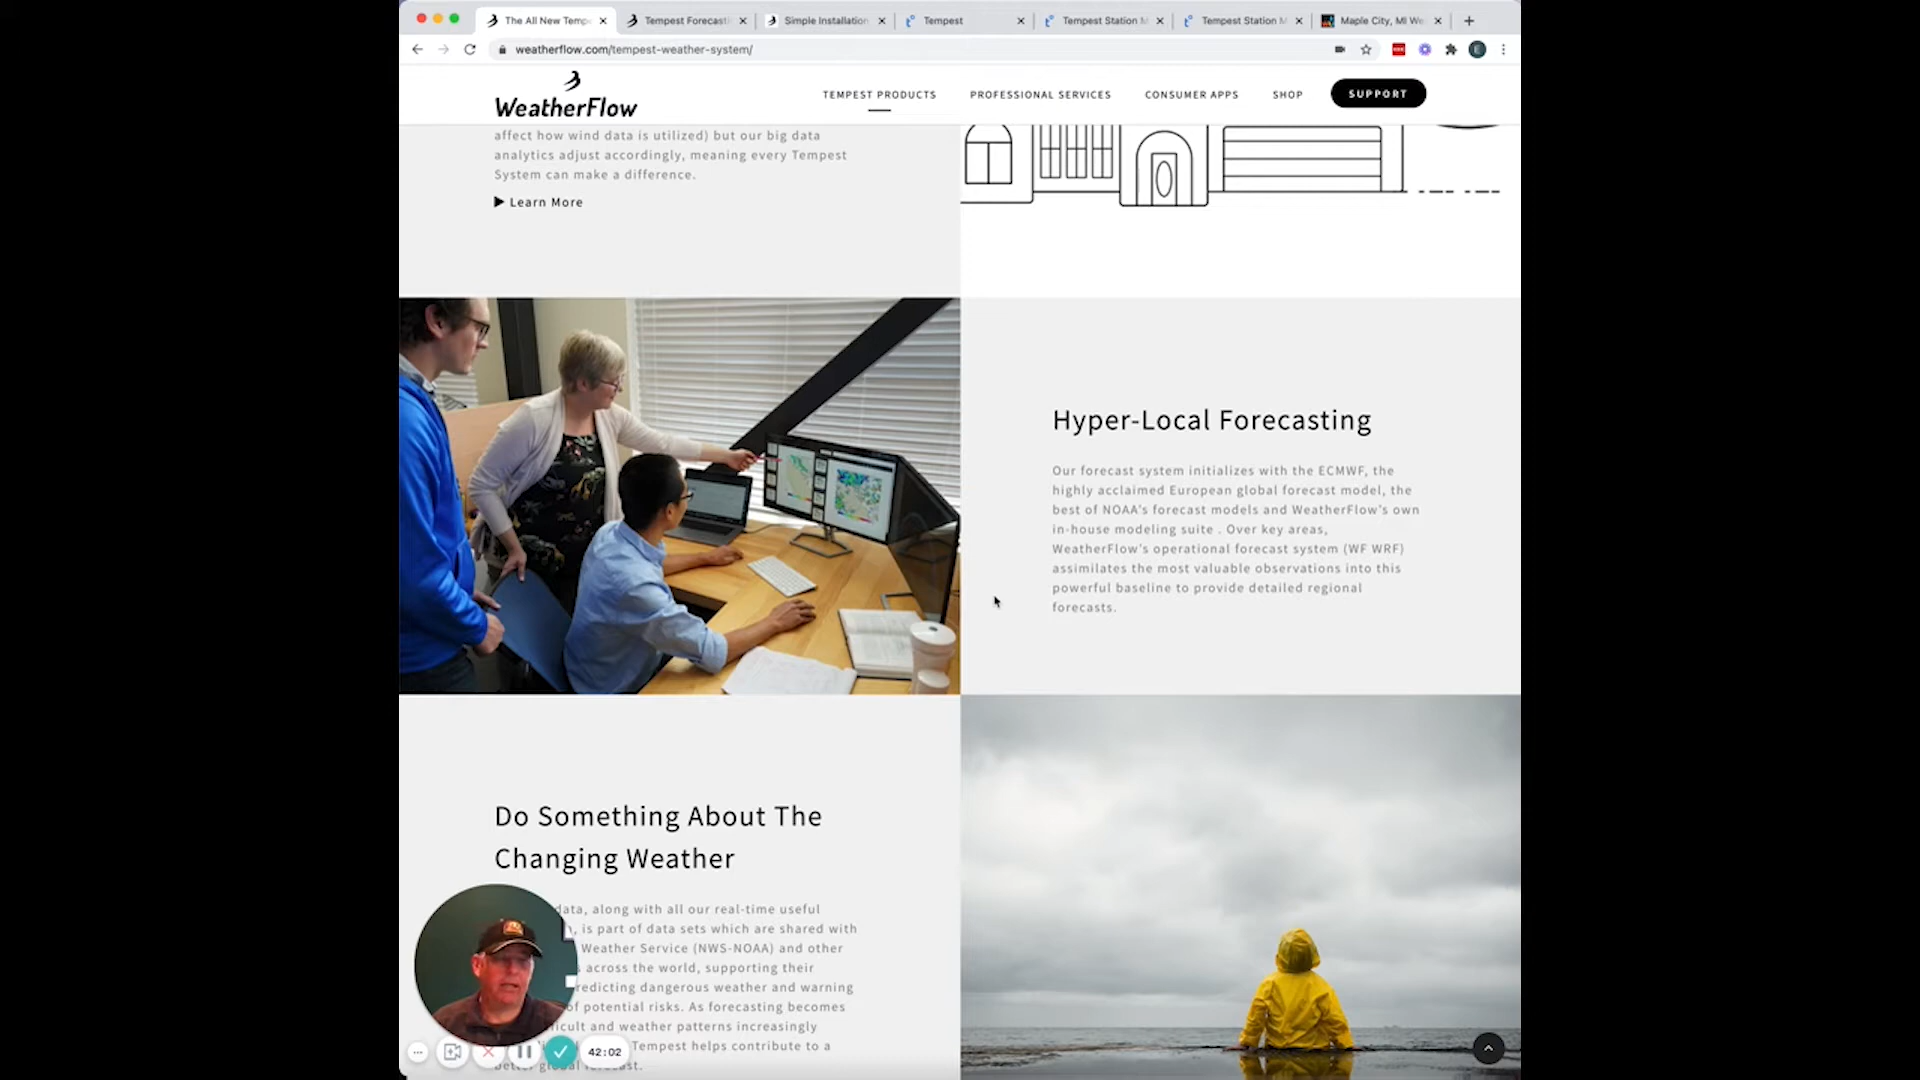 The All New Temp
Tempest Forecasti
Simple Installation
Tempest
Tempest Station M
Tempest Station M
Maple City, MI We
weatherflow.com/tempest-weather-system/
WeatherFlow
TEMPEST PRODUCTS
PROFESSIONAL SERVICES
CONSUMER APPS
SHOP
SUPPORT
affect how wind data is utilized) but our big data
analytics adjust accordingly, meaning every Tempest
System can make a difference.
Learn More
Hyper-Local Forecasting
Our forecast system initializes with the ECMWF, the
highly acclaimed European global forecast model, the
best of NOAA's forecast models and WeatherFlow's own
in-house modeling suite . Over key areas,
WeatherFlow's operational forecast system (WF WRF)
assimilates the most valuable observations into this
powerful baseline to provide detailed regional
forecasts.
Do Something About The
Changing Weather
data, along with all our real-time useful
, is part of data sets which are shared with
Weather Service (NWS-NOAA) and other
across the world, supporting their
redicting dangerous weather and warning
of potential risks. As forecasting becomes
icult and weather patterns increasingly
Tempest helps contribute to a
better global forecast.
42:02